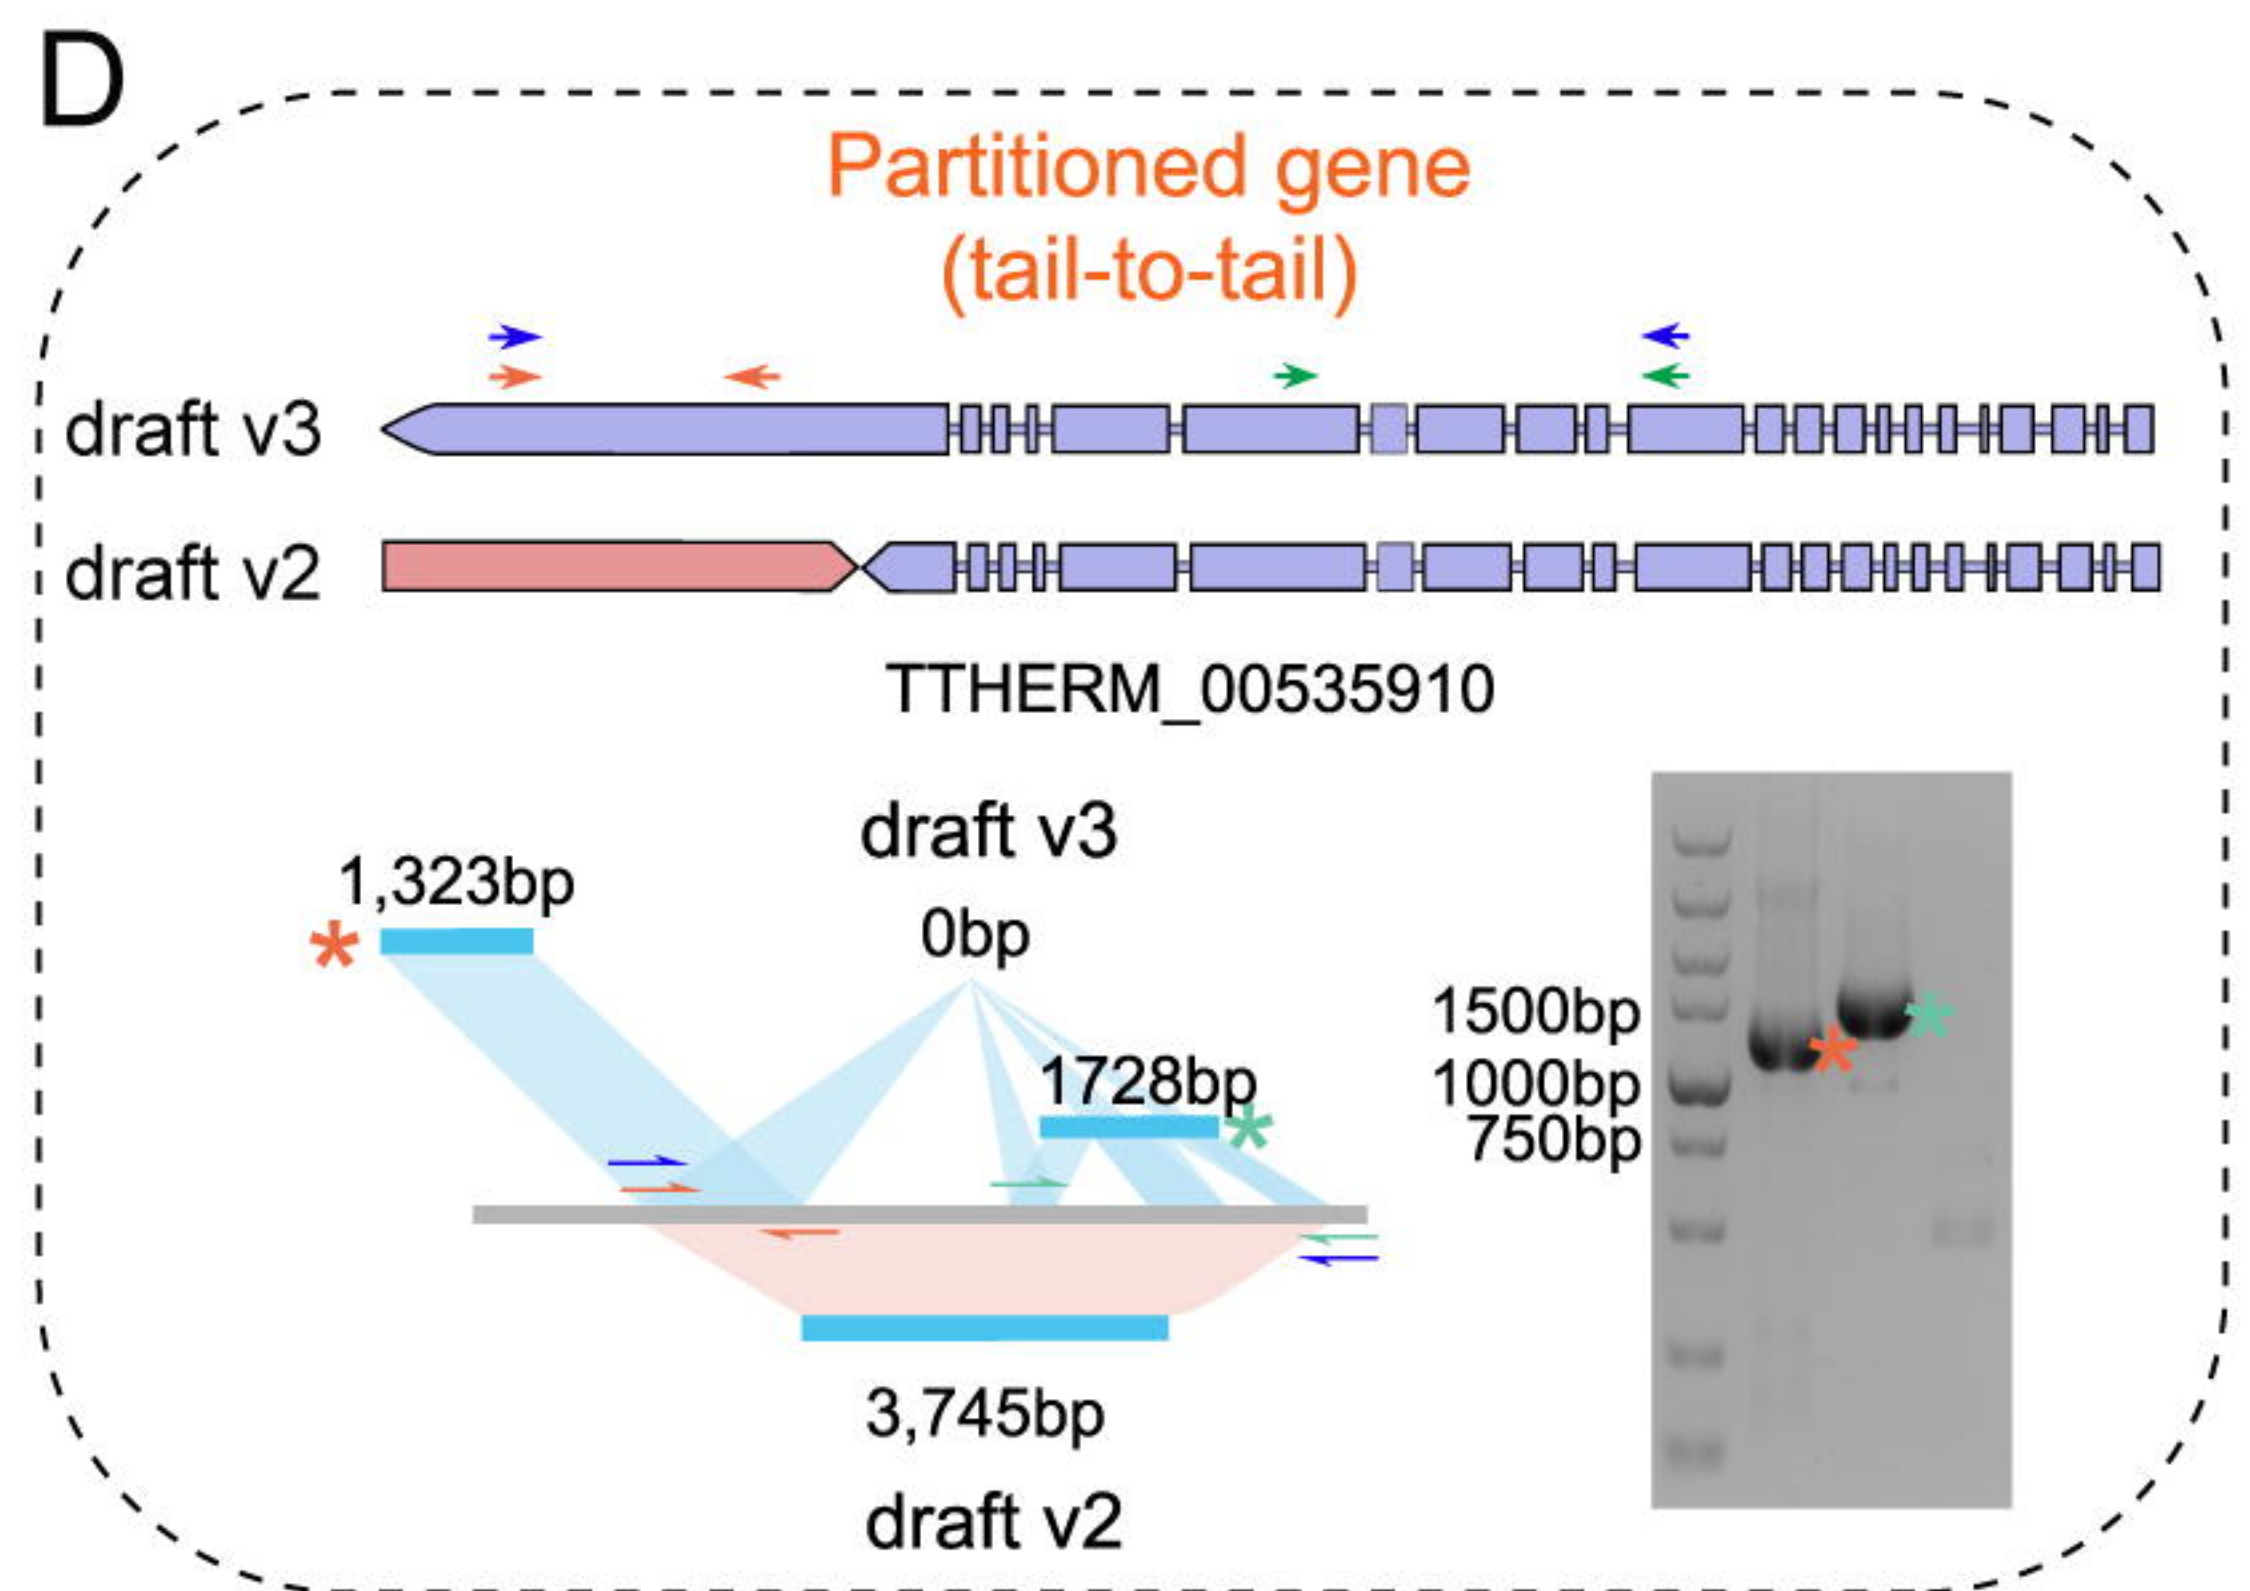 D
Partitioned gene
(tail-to-tail)
draft v3
draft v2
TTHERM_00535910
draft v3
1,323bp
*
0bp
1728bp
*
3,745bp
draft v2
1500bp
*
*
1000bp
750bp